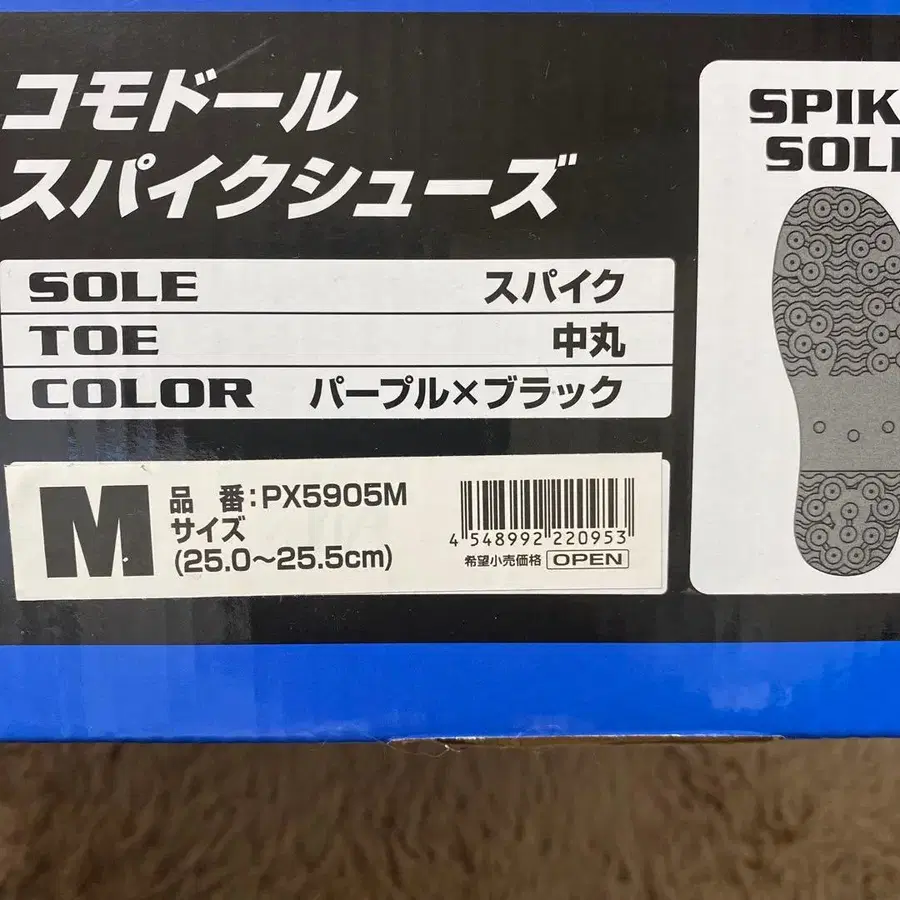 コモドール
スパイクシューズ
SOLE スパイク
TOE 中丸
COLOR パープル×ブラック
M
品 番:PX5905M
サイズ
(25.0〜25.5cm)
4 548992 220953
希望小売価格 OPEN
SPIK
SOL